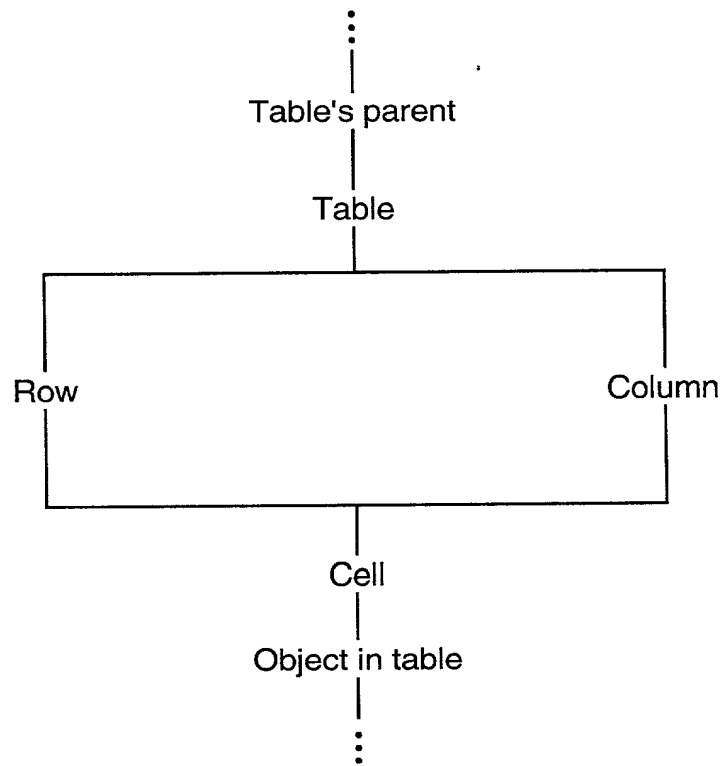 Table's parent
Table
Row
Column
Cell
Object in table